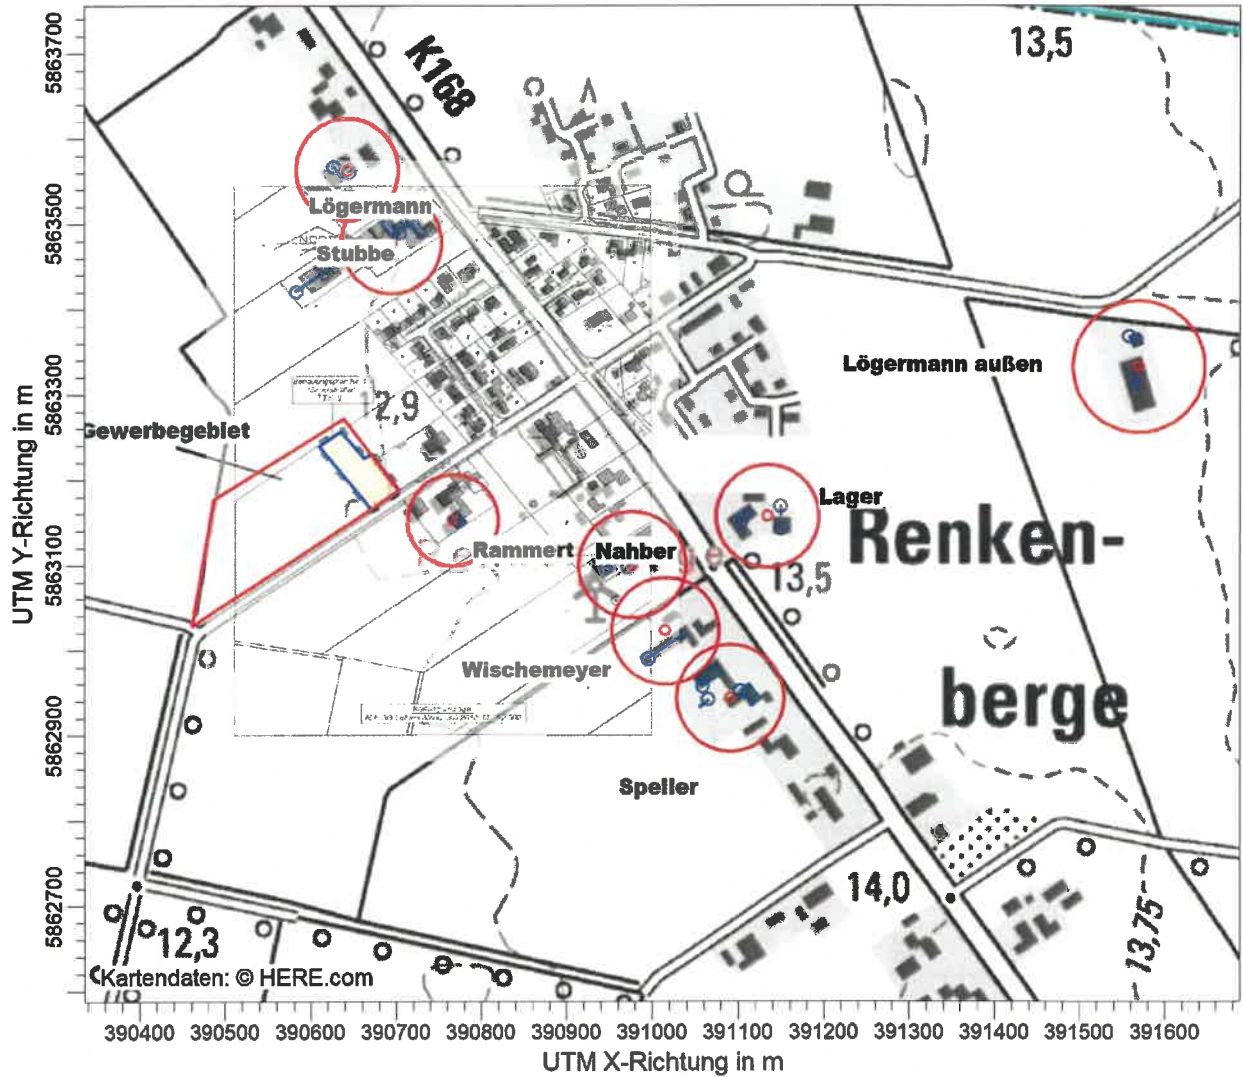 5863700
5863500
5863300
5863100
5862900
5862700
UTM Y-Richtung in m
K168
13,5
Lögermann
Stubbe
Lögermann außen
12,9
Gewerbegebiet
Lager
Rammert
Nahber
Renken-
13,5
Wischemeyer
berge
Speller
14,0
13,75
12,3
Kartendaten: © HERE.com
390400 390500 390600 390700 390800 390900 391000 391100 391200 391300 391400 391500 391600
UTM X-Richtung in m